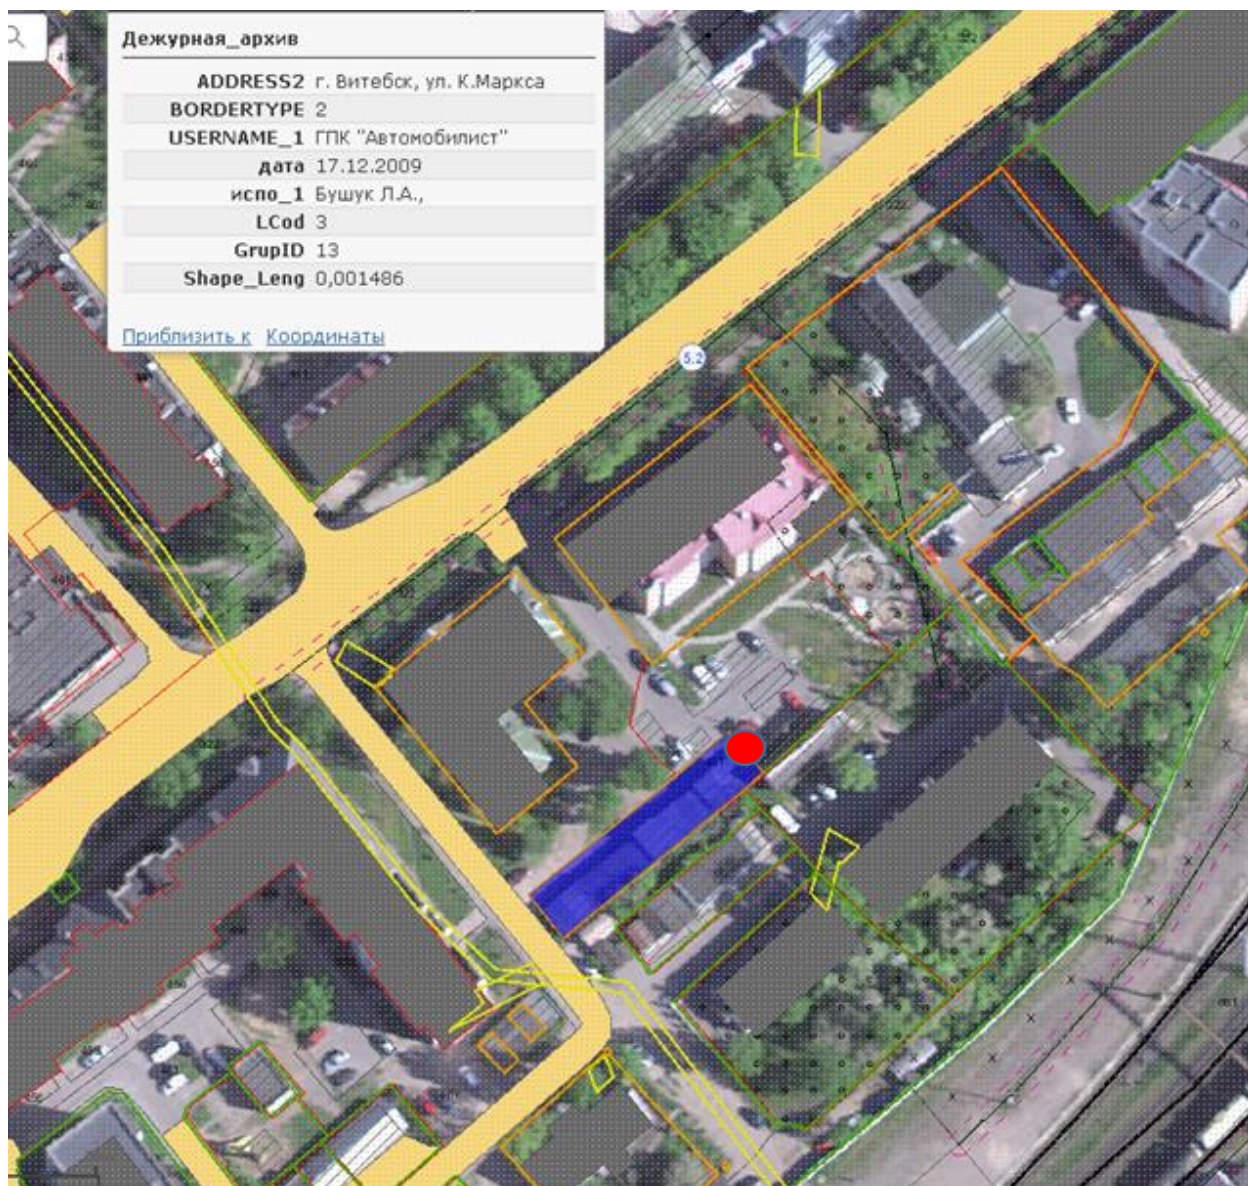 Дежурная_архив
ADDRESS2 г. Витебск, ул. К.Маркса
BORDERTYPE 2
USERNAME_1 ГПК "Автомобилист"
дата 17.12.2009
испо_1 Бушук Л.А.,
LCod 3
GrupID 13
Shape_Leng 0,001486
Приблизить к Координаты
5.2